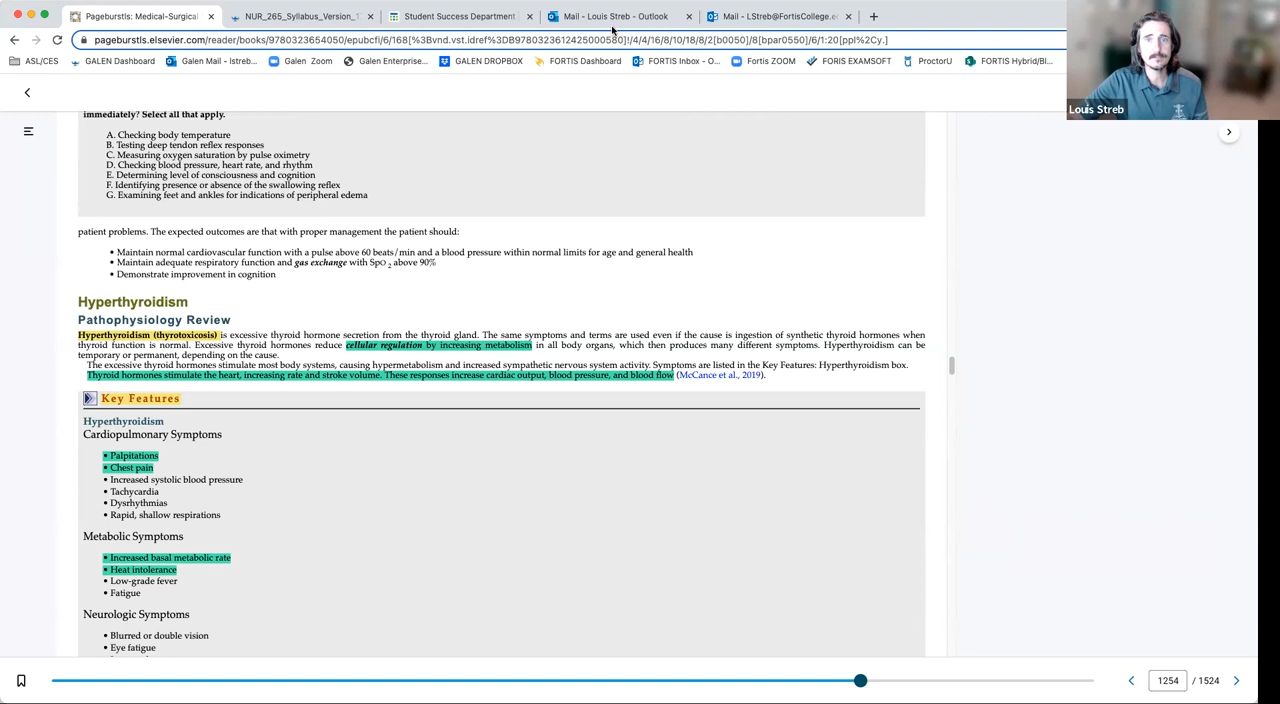 Pageburstls: Medical-Surgical
NUR_265_Syllabus_Version_1
Student Success Department
Mail - Louis Streb - Outlook
Mail - LStreb@FortisCollege.e
pageburstls.elsevier.com/reader/books/9780323654050/epubcfi/6/168[%3Bvnd.vst.idref%3DB9780323612425000580]!/4/4/16/8/10/18/8/2[b0050]/8[bpar0550]/6/1:20[ppl%2Cy.]
ASL/CES
GALEN Dashboard
Galen Mail - lstreb...
Galen Zoom
Galen Enterprise...
GALEN DROPBOX
FORTIS Dashboard
FORTIS Inbox - O...
Fortis ZOOM
FORIS EXAMSOFT
ProctorU
FORTIS Hybrid/Bl...
Louis Streb
immediately? Select all that apply.
A. Checking body temperature
B. Testing deep tendon reflex responses
C. Measuring oxygen saturation by pulse oximetry
D. Checking blood pressure, heart rate, and rhythm
E. Determining level of consciousness and cognition
F. Identifying presence or absence of the swallowing reflex
G. Examining feet and ankles for indications of peripheral edema
patient problems. The expected outcomes are that with proper management the patient should:
• Maintain normal cardiovascular function with a pulse above 60 beats/min and a blood pressure within normal limits for age and general health
• Maintain adequate respiratory function and gas exchange with SpO2 above 90%
• Demonstrate improvement in cognition
Hyperthyroidism
Pathophysiology Review
Hyperthyroidism (thyrotoxicosis) is excessive thyroid hormone secretion from the thyroid gland. The same symptoms and terms are used even if the cause is ingestion of synthetic thyroid hormones when
thyroid function is normal. Excessive thyroid hormones reduce cellular regulation by increasing metabolism in all body organs, which then produces many different symptoms. Hyperthyroidism can be
temporary or permanent, depending on the cause.
The excessive thyroid hormones stimulate most body systems, causing hypermetabolism and increased sympathetic nervous system activity. Symptoms are listed in the Key Features: Hyperthyroidism box.
Thyroid hormones stimulate the heart, increasing rate and stroke volume. These responses increase cardiac output, blood pressure, and blood flow (McCance et al., 2019).
Key Features
Hyperthyroidism
Cardiopulmonary Symptoms
• Palpitations
• Chest pain
• Increased systolic blood pressure
• Tachycardia
• Dysrhythmias
• Rapid, shallow respirations
Metabolic Symptoms
• Increased basal metabolic rate
• Heat intolerance
• Low-grade fever
• Fatigue
Neurologic Symptoms
• Blurred or double vision
• Eye fatigue
1254 / 1524